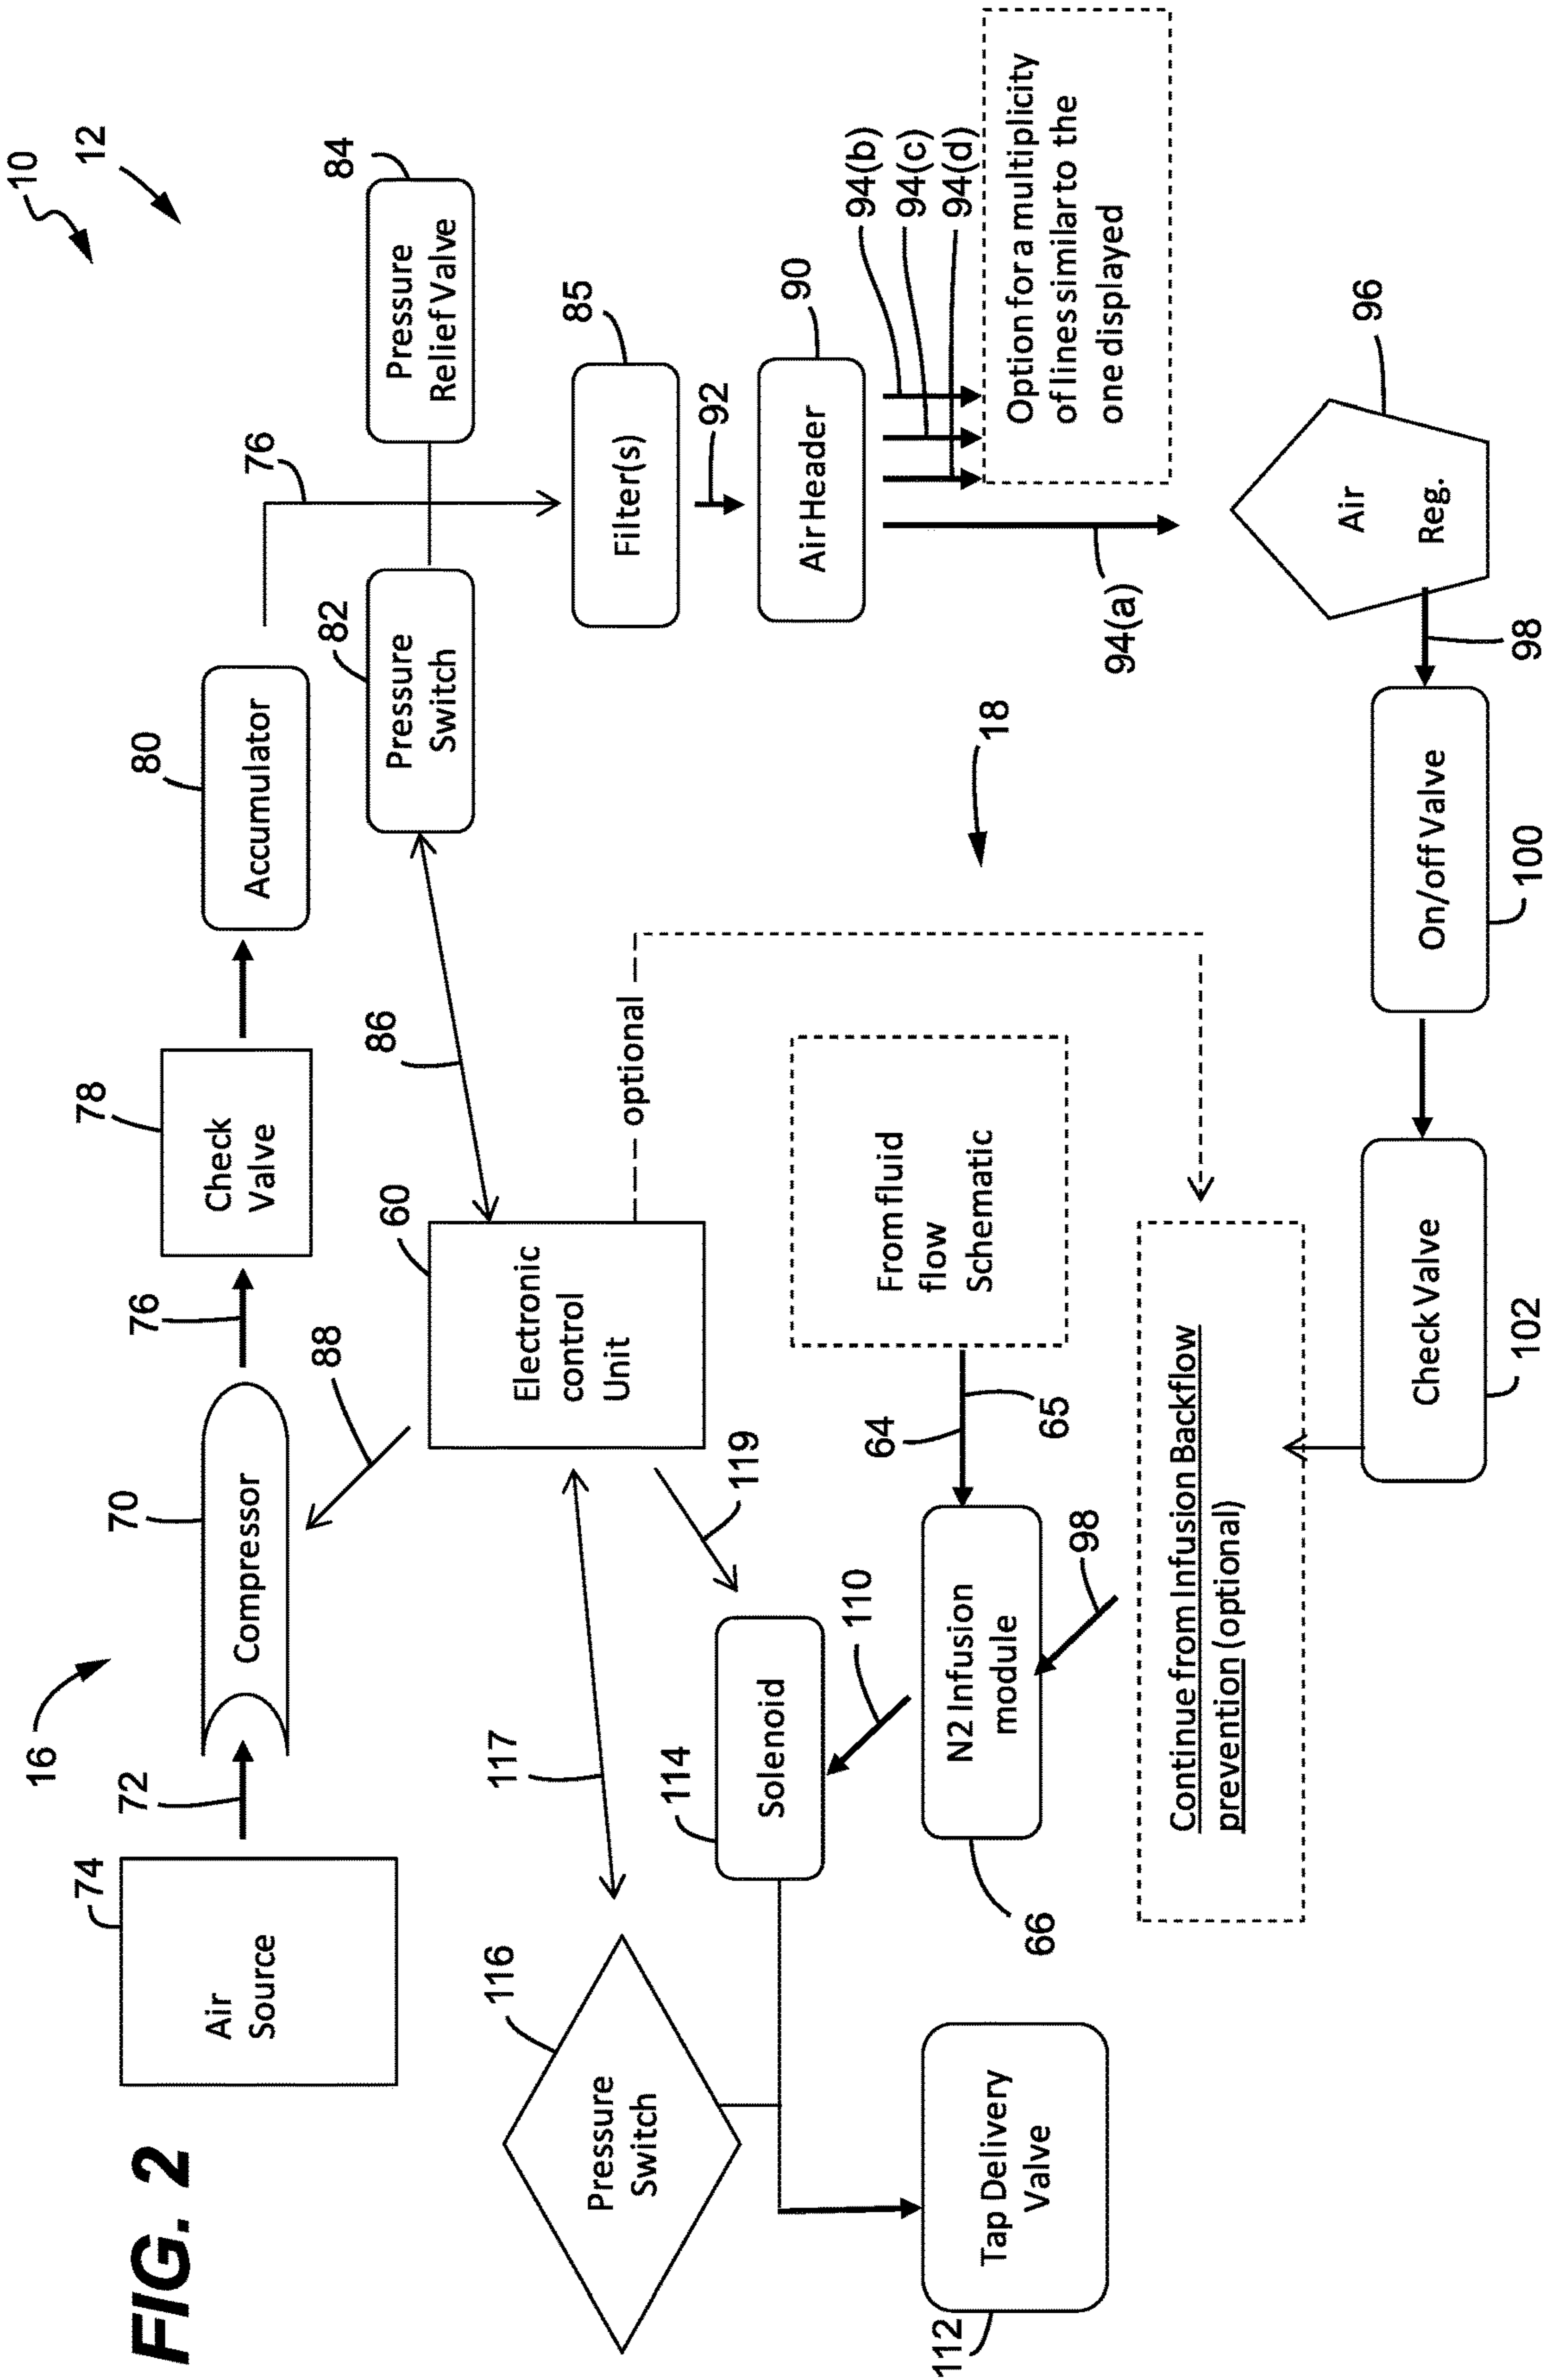 FIG. 2
10
12
16
74
Air
Source
72
70
Compressor
76
78
Check
Valve
80
Accumulator
76
82
Pressure
Switch
84
Pressure
Relief Valve
85
Filter(s)
92
90
Air Header
94(b)
94(c)
94(d)
94(a)
Option for a multiplicity
of lines similar to the
one displayed
96
Air
Reg.
98
100
On/off Valve
102
Check Valve
18
86
88
60
Electronic
control
Unit
optional
From fluid
flow
Schematic
64
65
117
119
116
Pressure
Switch
114
Solenoid
110
N2 Infusion
module
66
98
Continue from Infusion Backflow
prevention (optional)
Tap Delivery
Valve
112